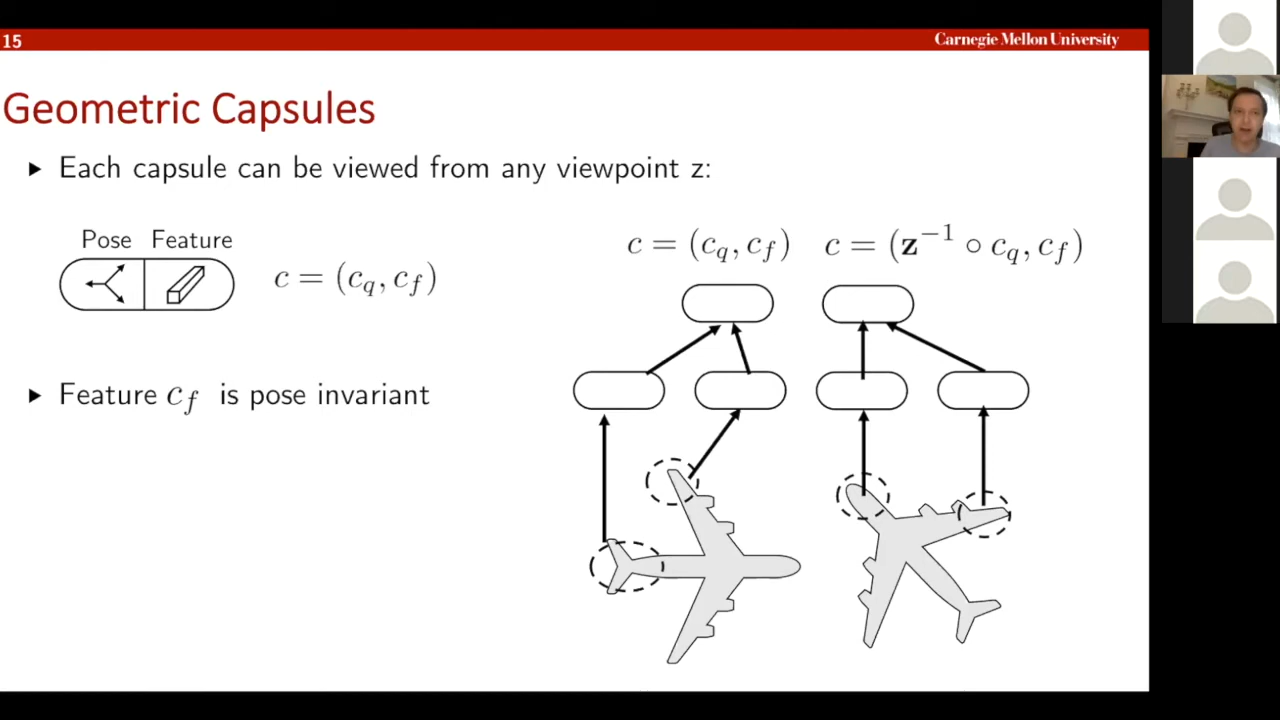 15
Carnegie Mellon University
Geometric Capsules
▶ Each capsule can be viewed from any viewpoint z:
Pose Feature
c = (c_q, c_f)
c = (c_q, c_f)
c = (z^{-1} ∘ c_q, c_f)
▶ Feature c_f is pose invariant